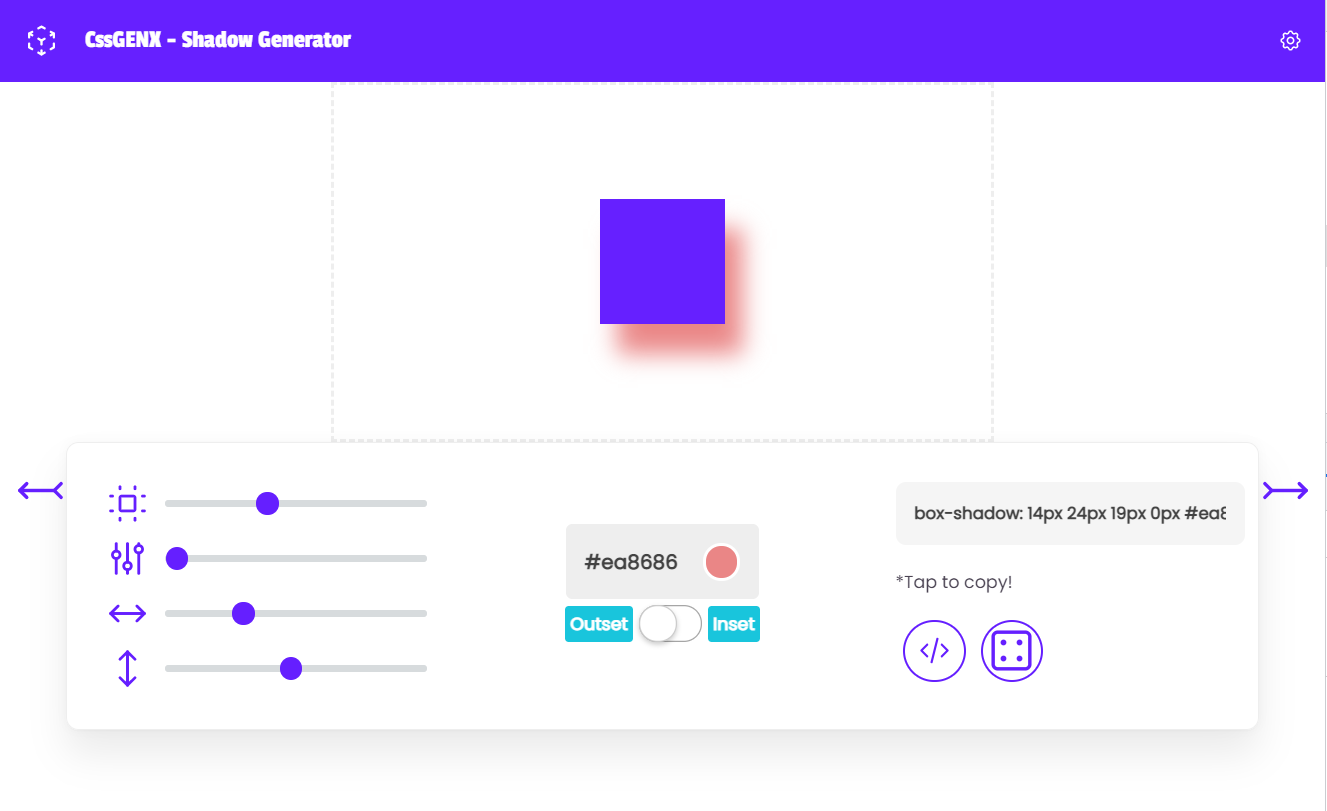 CssGENX - Shadow Generator
box-shadow: 14px 24px 19px 0px #ea8
#ea8686
Outset
Inset
*Tap to copy!